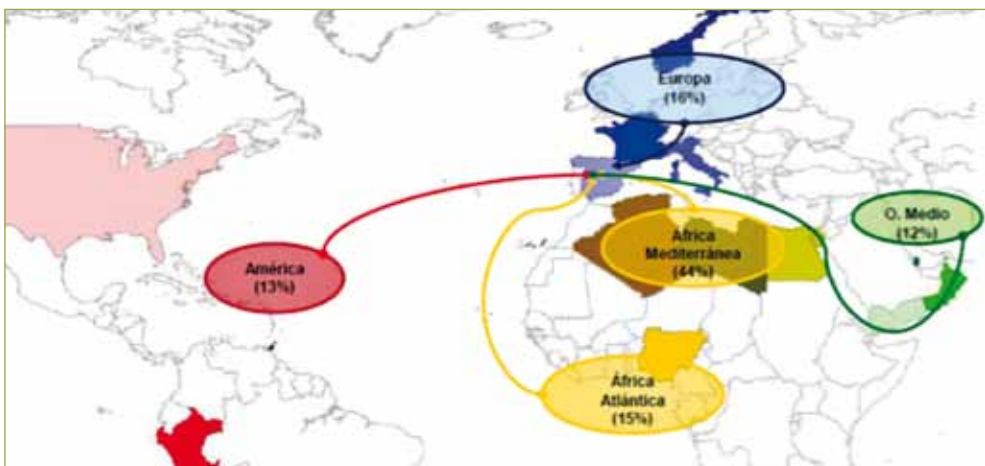 Europa
(16%)
O. Medio
(12%)
África
Mediterránea
(44%)
América
(13%)
África
Atlántica
(15%)